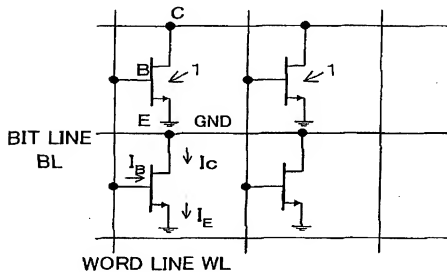 C
B 1 1
E GND
BIT LINE
BL
I_B I_C
I_E
WORD LINE WL